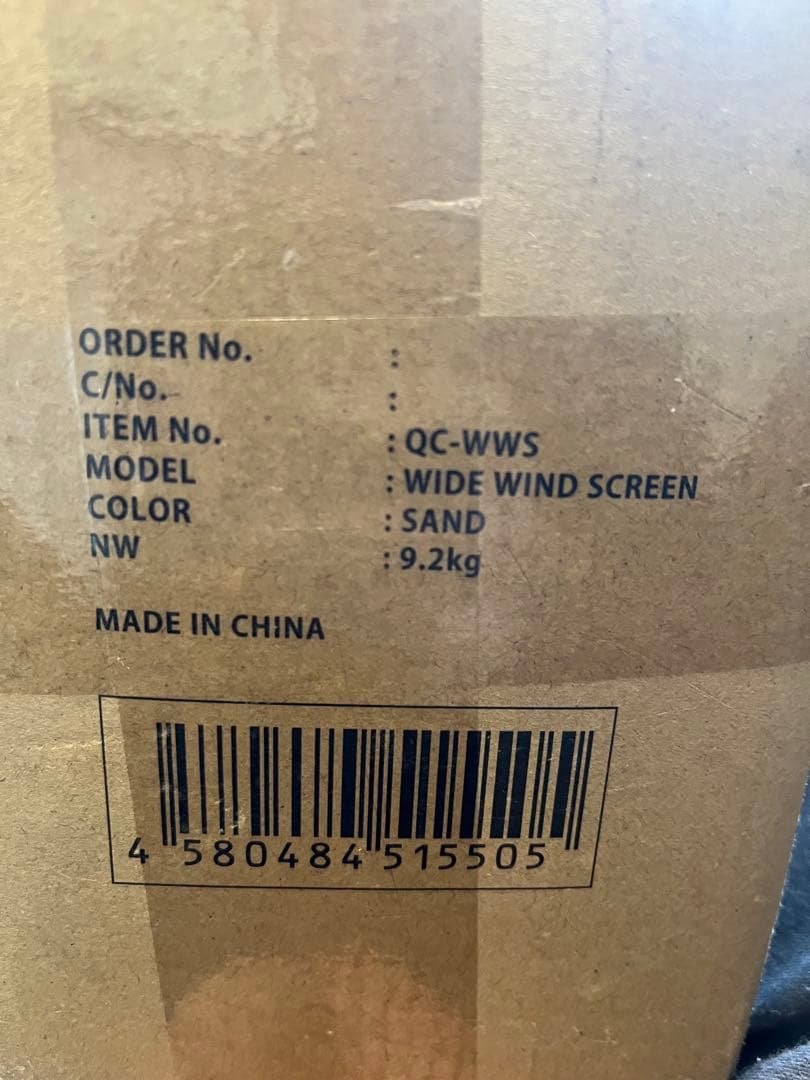 ORDER No. :
C/No. :
ITEM No. : QC-WWS
MODEL : WIDE WIND SCREEN
COLOR : SAND
NW : 9.2kg
MADE IN CHINA
4 580484 515505